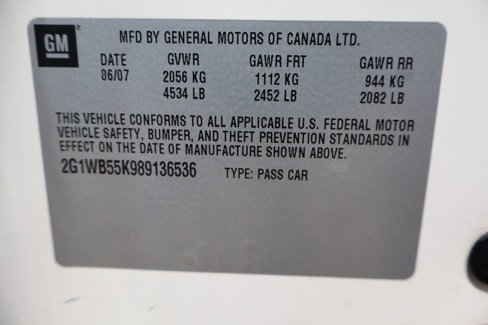 GM
MFD BY GENERAL MOTORS OF CANADA LTD.
DATE GVWR GAWR FRT GAWR RR
06/07 2056 KG 1112 KG 944 KG
4534 LB 2452 LB 2082 LB
THIS VEHICLE CONFORMS TO ALL APPLICABLE U.S. FEDERAL MOTOR
VEHICLE SAFETY, BUMPER, AND THEFT PREVENTION STANDARDS IN
EFFECT ON THE DATE OF MANUFACTURE SHOWN ABOVE.
2G1WB55K989136536 TYPE: PASS CAR